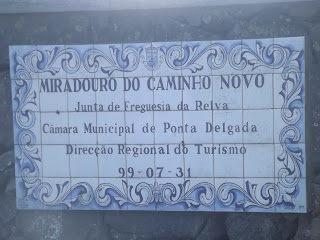 MIRADOURO DO CAMINHO NOVO
Junta de Freguesia da Relva
Câmara Municipal de Ponta Delgada
Direcção Regional do Turismo
99-07-31